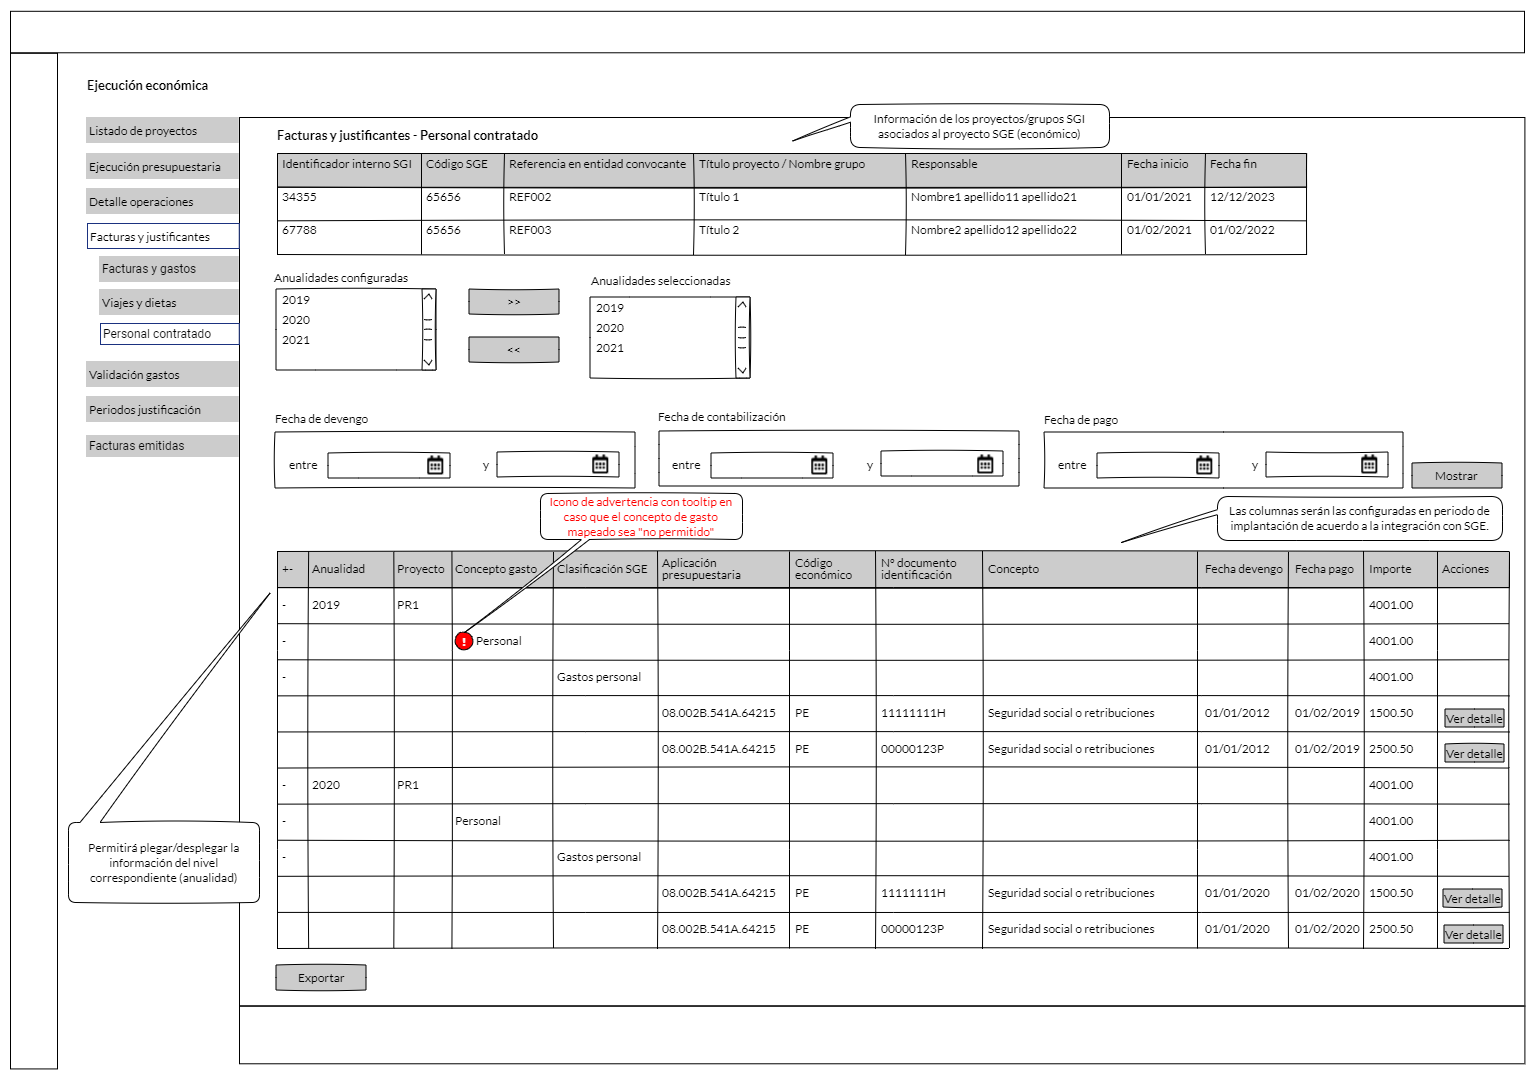 Ejecución económica
Listado de proyectos
Ejecución presupuestaria
Detalle operaciones
Facturas y justificantes
Facturas y gastos
Viajes y dietas
Personal contratado
Validación gastos
Periodos justificación
Facturas emitidas
Facturas y justificantes - Personal contratado
Información de los proyectos/grupos SGI
asociados al proyecto SGE (económico)
Identificador interno SGI Código SGE Referencia en entidad convocante Título proyecto / Nombre grupo Responsable Fecha inicio Fecha fin
34355 65656 REF002 Título 1 Nombre1 apellido11 apellido21 01/01/2021 12/12/2023
67788 65656 REF003 Título 2 Nombre2 apellido12 apellido22 01/02/2021 01/02/2022
Anualidades configuradas
2019
2020
2021
>>
<<
Anualidades seleccionadas
2019
2020
2021
Fecha de devengo
entre y
Fecha de contabilización
entre y
Fecha de pago
entre y
Mostrar
Icono de advertencia con tooltip en
caso que el concepto de gasto
mapeado sea "no permitido"
Las columnas serán las configuradas en periodo de
implantación de acuerdo a la integración con SGE.
+- Anualidad Proyecto Concepto gasto Clasificación SGE Aplicación presupuestaria Código económico Nº documento identificación Concepto Fecha devengo Fecha pago Importe Acciones
- 2019 PR1 4001.00
- ! Personal 4001.00
- Gastos personal 4001.00
08.002B.541A.64215 PE 11111111H Seguridad social o retribuciones 01/01/2012 01/02/2019 1500.50 Ver detalle
08.002B.541A.64215 PE 00000123P Seguridad social o retribuciones 01/01/2012 01/02/2019 2500.50 Ver detalle
- 2020 PR1 4001.00
- Personal 4001.00
- Gastos personal 4001.00
08.002B.541A.64215 PE 11111111H Seguridad social o retribuciones 01/01/2020 01/02/2020 1500.50 Ver detalle
08.002B.541A.64215 PE 00000123P Seguridad social o retribuciones 01/01/2020 01/02/2020 2500.50 Ver detalle
Permitirá plegar/desplegar la
información del nivel
correspondiente (anualidad)
Exportar